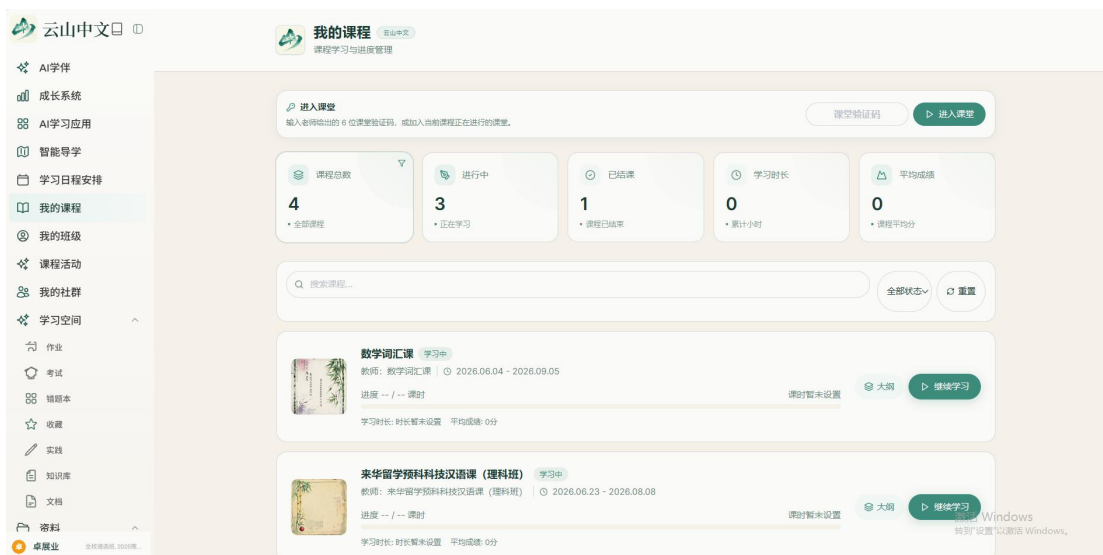 云山中文
AI学伴
成长系统
AI学习应用
智能导学
学习日程安排
我的课程
我的班级
课程活动
我的社群
学习空间
作业
考试
错题本
收藏
实践
知识库
文档
资料
卓展业
我的课程 云山中文
课程学习与进度管理
进入课堂
输入老师给出的 6 位课堂验证码，或加入当前课程正在进行的课堂。
课堂验证码 进入课堂
课程总数
4
• 全部课程
进行中
3
• 正在学习
已结课
1
• 课程已结束
学习时长
0
• 累计小时
平均成绩
0
• 课程平均分
搜索课程...
全部状态 重置
数学词汇课 学习中
教师：数学词汇课 2026.06.04 - 2026.09.05
进度 -- / -- 课时 课时暂未设置
学习时长: 时长暂未设置 平均成绩: 0分
大纲 继续学习
来华留学预科科技汉语课（理科班） 学习中
教师：来华留学预科科技汉语课（理科班） 2026.06.23 - 2026.08.08
进度 -- / -- 课时 课时暂未设置
学习时长: 时长暂未设置 平均成绩: 0分
大纲 继续学习
激活 Windows
转到"设置"以激活 Windows。